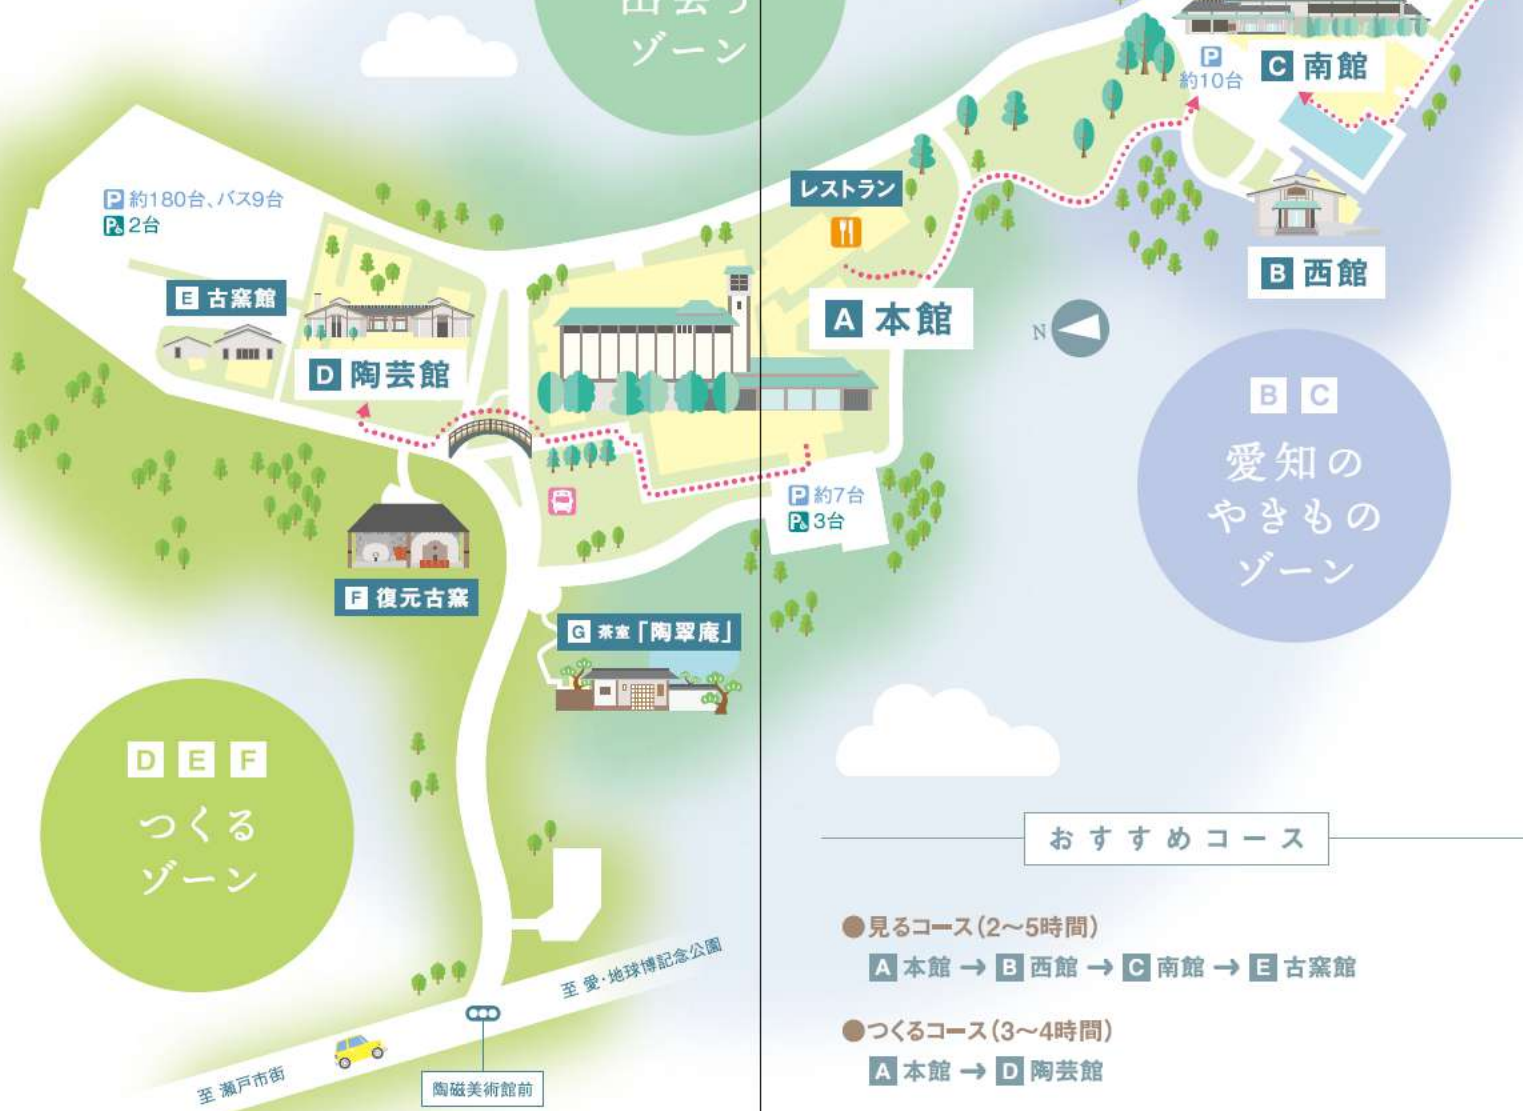 出会う
ゾーン
P 約10台
C 南館
P 約180台、バス9台
P 2台
レストラン
E 古窯館
B 西館
A 本館
N
D 陶芸館
B C
愛知の
やきもの
ゾーン
P 約7台
P 3台
F 復元古窯
G 茶室「陶翠庵」
D E F
つくる
ゾーン
おすすめコース
●見るコース(2〜5時間)
A 本館 → B 西館 → C 南館 → E 古窯館
●つくるコース(3〜4時間)
A 本館 → D 陶芸館
至 愛・地球博記念公園
至 瀬戸市街
陶磁美術館前